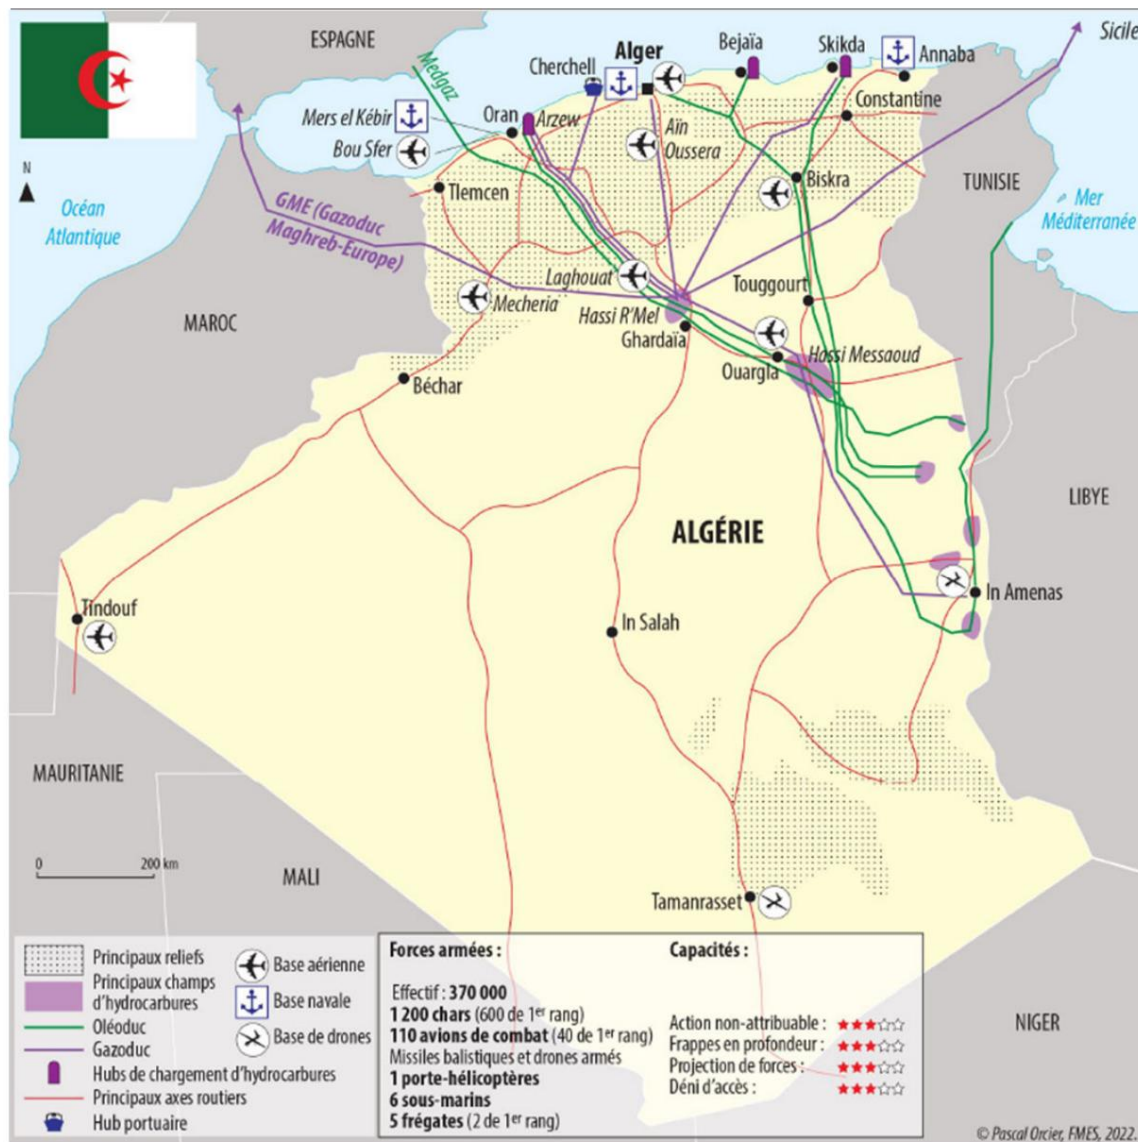 ESPAGNE
Sicile
Medgaz
Cherchell
Alger
Bejaïa
Skikda
Annaba
Constantine
Mers el Kébir
Oran
Arzew
Bou Sfer
Aïn
Oussera
Tlemcen
Biskra
TUNISIE
Mer
Méditerranée
N
Océan
Atlantique
GME (Gazoduc
Maghreb-Europe)
Laghouat
Mecheria
Touggourt
MAROC
Hassi R'Mel
Ghardaïa
Hassi Messaoud
Ouargla
Béchar
LIBYE
ALGÉRIE
In Amenas
Tindouf
In Salah
MAURITANIE
0 200 km
MALI
Tamanrasset
NIGER
Principaux reliefs
Principaux champs
d'hydrocarbures
Oléoduc
Gazoduc
Hubs de chargement d'hydrocarbures
Principaux axes routiers
Hub portuaire
Base aérienne
Base navale
Base de drones
Forces armées :
Effectif : 370 000
1 200 chars (600 de 1er rang)
110 avions de combat (40 de 1er rang)
Missiles balistiques et drones armés
1 porte-hélicoptères
6 sous-marins
5 frégates (2 de 1er rang)
Capacités :
Action non-attribuable : ★★★☆☆
Frappes en profondeur : ★★★☆☆
Projection de forces : ★★★☆☆
Déni d'accès : ★★★☆☆
© Pascal Orcier, FMES, 2022.